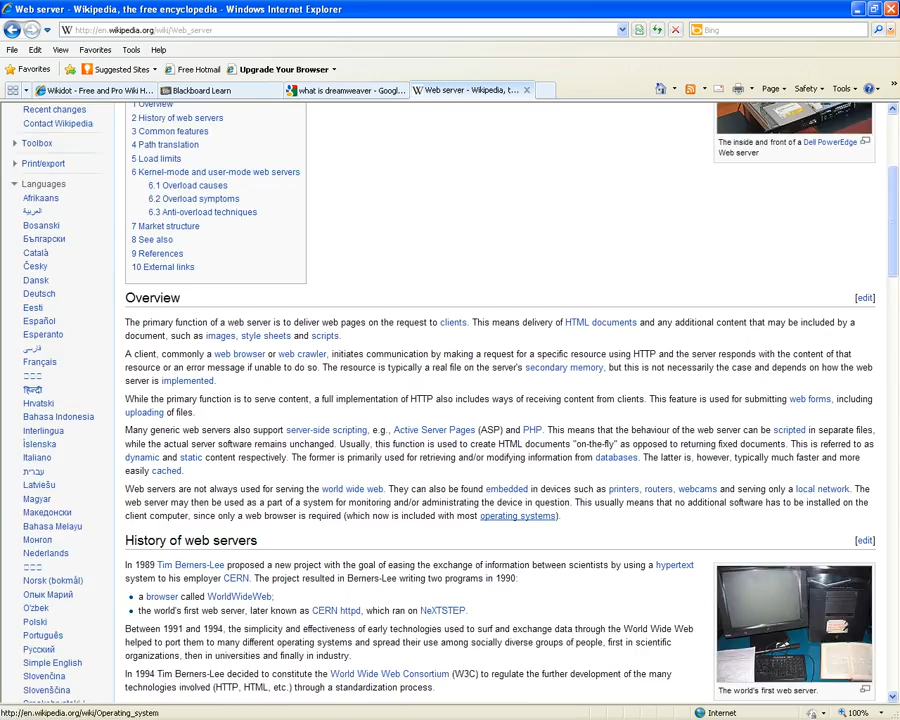 Web server - Wikipedia, the free encyclopedia - Windows Internet Explorer
http://en.wikipedia.org/wiki/Web_server
Bing
File Edit View Favorites Tools Help
Favorites Suggested Sites Free Hotmail Upgrade Your Browser
Wikidot - Free and Pro Wiki H... Blackboard Learn what is dreamweaver - Googl... Web server - Wikipedia, t... Page Safety Tools
Recent changes
Contact Wikipedia
Toolbox
Print/export
Languages
Afrikaans
العربية
Bosanski
Български
Català
Česky
Dansk
Deutsch
Eesti
Español
Esperanto
فارسی
Français
हिन्दी
Hrvatski
Bahasa Indonesia
Interlingua
Íslenska
Italiano
עברית
Latviešu
Magyar
Македонски
Bahasa Melayu
Монгол
Nederlands
Norsk (bokmål)
Олык Марий
O'zbek
Polski
Português
Русский
Simple English
Slovenčina
Slovenščina
1 Overview
2 History of web servers
3 Common features
4 Path translation
5 Load limits
6 Kernel-mode and user-mode web servers
6.1 Overload causes
6.2 Overload symptoms
6.3 Anti-overload techniques
7 Market structure
8 See also
9 References
10 External links
The inside and front of a Dell PowerEdge
Web server
Overview [edit]
The primary function of a web server is to deliver web pages on the request to clients. This means delivery of HTML documents and any additional content that may be included by a
document, such as images, style sheets and scripts.
A client, commonly a web browser or web crawler, initiates communication by making a request for a specific resource using HTTP and the server responds with the content of that
resource or an error message if unable to do so. The resource is typically a real file on the server's secondary memory, but this is not necessarily the case and depends on how the web
server is implemented.
While the primary function is to serve content, a full implementation of HTTP also includes ways of receiving content from clients. This feature is used for submitting web forms, including
uploading of files.
Many generic web servers also support server-side scripting, e.g., Active Server Pages (ASP) and PHP. This means that the behaviour of the web server can be scripted in separate files,
while the actual server software remains unchanged. Usually, this function is used to create HTML documents "on-the-fly" as opposed to returning fixed documents. This is referred to as
dynamic and static content respectively. The former is primarily used for retrieving and/or modifying information from databases. The latter is, however, typically much faster and more
easily cached.
Web servers are not always used for serving the world wide web. They can also be found embedded in devices such as printers, routers, webcams and serving only a local network. The
web server may then be used as a part of a system for monitoring and/or administrating the device in question. This usually means that no additional software has to be installed on the
client computer, since only a web browser is required (which now is included with most operating systems).
History of web servers [edit]
In 1989 Tim Berners-Lee proposed a new project with the goal of easing the exchange of information between scientists by using a hypertext
system to his employer CERN. The project resulted in Berners-Lee writing two programs in 1990:
a browser called WorldWideWeb;
the world's first web server, later known as CERN httpd, which ran on NeXTSTEP.
Between 1991 and 1994, the simplicity and effectiveness of early technologies used to surf and exchange data through the World Wide Web
helped to port them to many different operating systems and spread their use among socially diverse groups of people, first in scientific
organizations, then in universities and finally in industry.
In 1994 Tim Berners-Lee decided to constitute the World Wide Web Consortium (W3C) to regulate the further development of the many
technologies involved (HTTP, HTML, etc.) through a standardization process.
The world's first web server.
http://en.wikipedia.org/wiki/Operating_system
Internet 100%